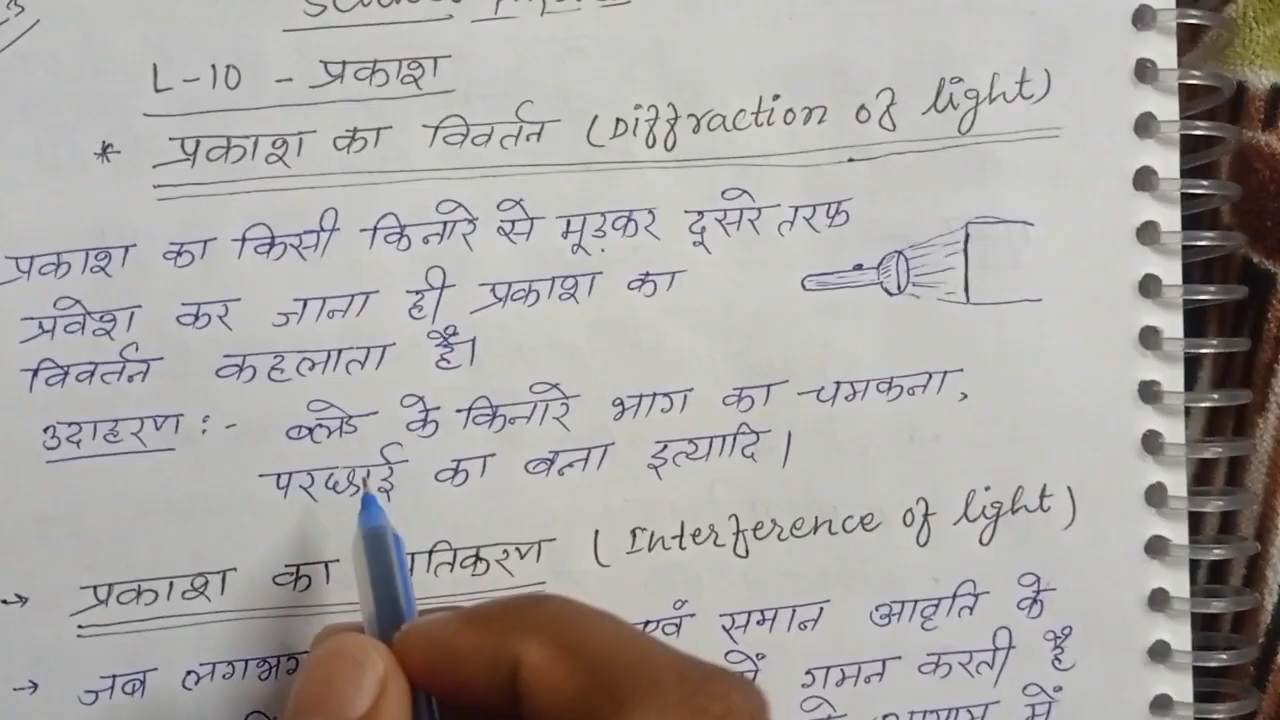 L-10 - प्रकाश
* प्रकाश का विवर्तन (Diffraction of light)
प्रकाश का किसी किनारे से मूड़कर दूसरे तरफ
प्रवेश कर जाना ही प्रकाश का
विवर्तन कहलाता है।
उदाहरण :- ब्लेड के किनारे भाग का चमकना,
परछाई का बना इत्यादि।
→ प्रकाश का (Interference of light)
→ जब एवं समान आवृति के
में गमन करती है
में